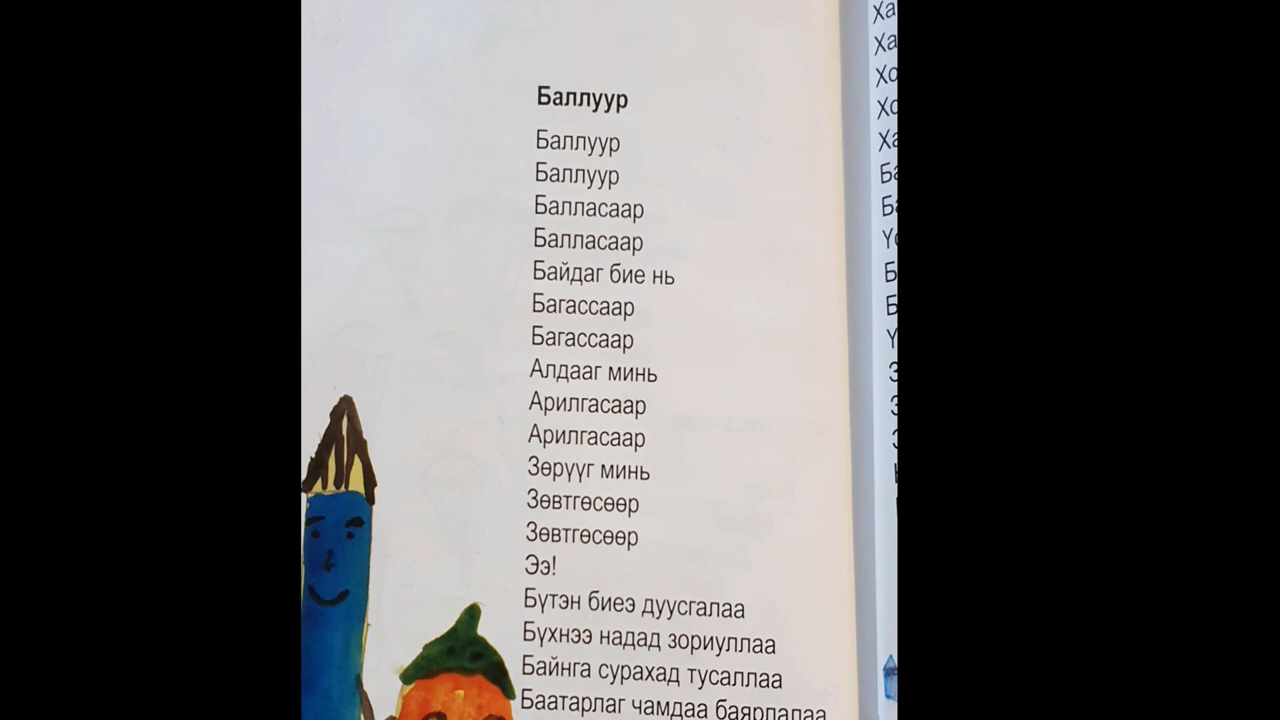 Баллуур
Баллуур
Баллуур
Балласаар
Балласаар
Байдаг бие нь
Багассаар
Багассаар
Алдааг минь
Арилгасаар
Арилгасаар
Зөрүүг минь
Зөвтгөсөөр
Зөвтгөсөөр
Ээ!
Бүтэн биеэ дуусгалаа
Бүхнээ надад зориуллаа
Байнга сурахад тусаллаа
Баатарлаг чамдаа баярлалаа